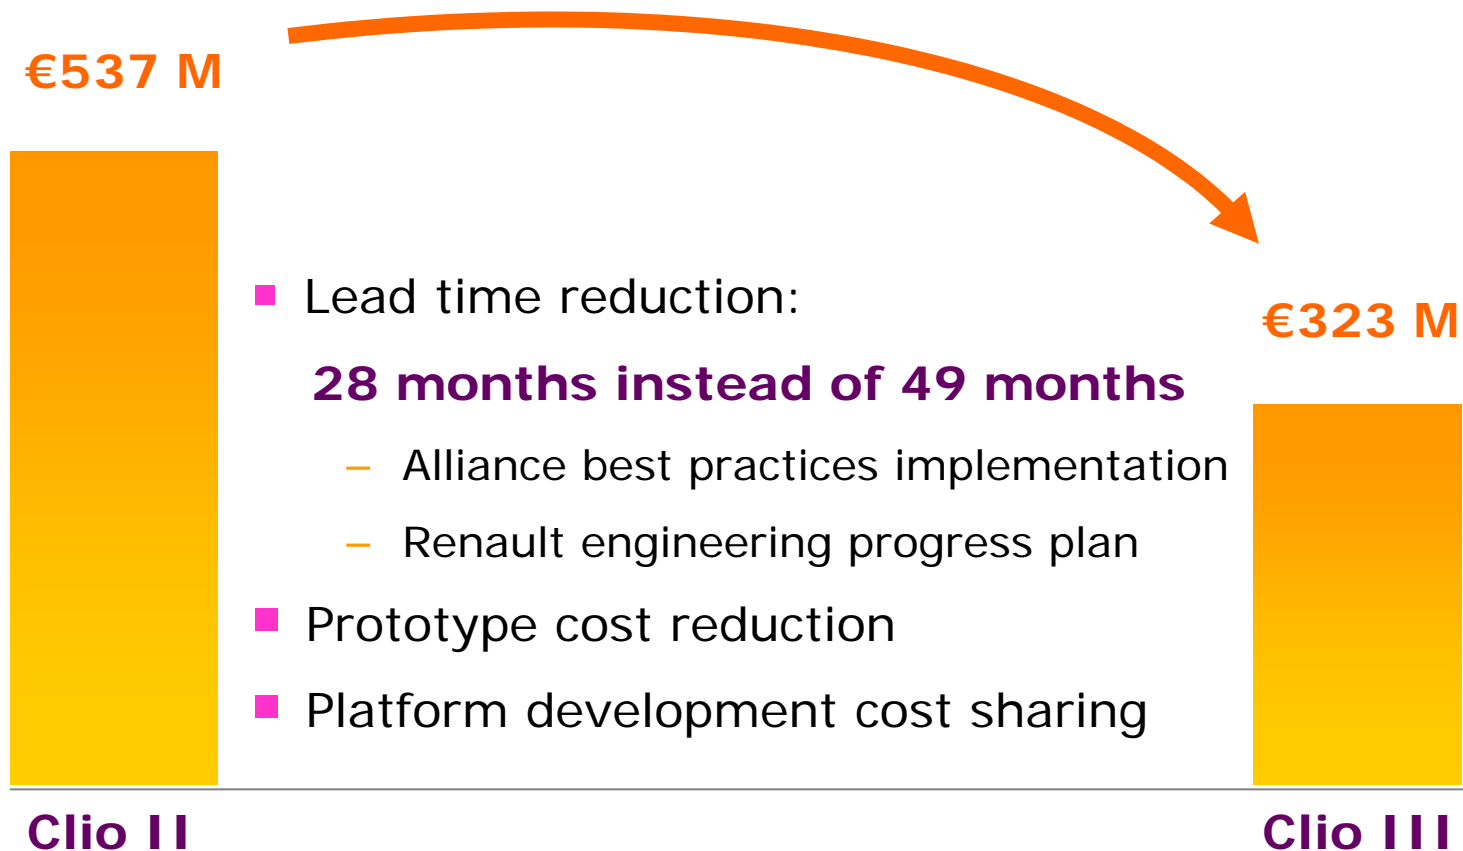 €537 M
Lead time reduction:
€323 M
28 months instead of 49 months
– Alliance best practices implementation
– Renault engineering progress plan
Prototype cost reduction
Platform development cost sharing
Clio II
Clio III